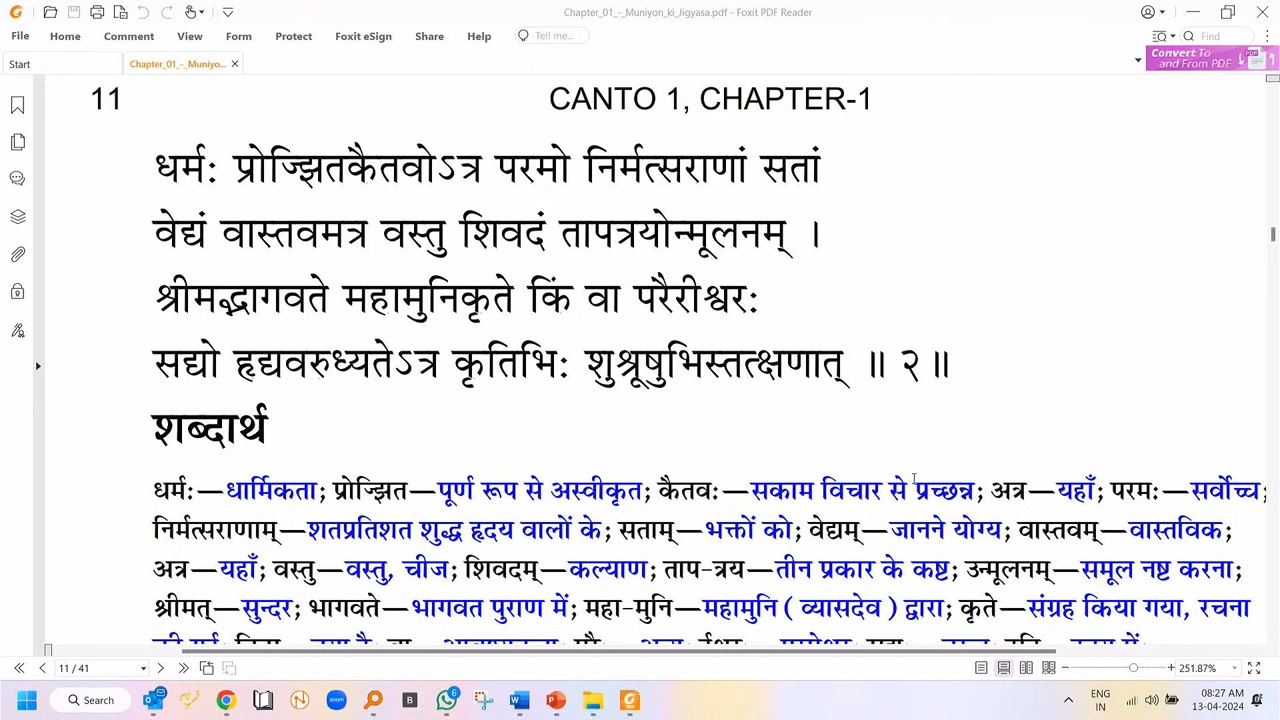 Chapter_01_-_Muniyon_ki_Jigyasa.pdf - Foxit PDF Reader
File Home Comment View Form Protect Foxit eSign Share Help Tell me... Find
Start Chapter_01_-_Muniyo... Convert To and From PDF
11 CANTO 1, CHAPTER-1
धर्मः प्रोज्झितकैतवोऽत्र परमो निर्मत्सराणां सतां
वेद्यं वास्तवमत्र वस्तु शिवदं तापत्रयोन्मूलनम् ।
श्रीमद्भागवते महामुनिकृते किं वा परैरीश्वरः
सद्यो हृद्यवरुध्यतेऽत्र कृतिभिः शुश्रूषुभिस्तत्क्षणात् ॥ २॥
शब्दार्थ
धर्मः—धार्मिकता; प्रोज्झित—पूर्ण रूप से अस्वीकृत; कैतवः—सकाम विचार से प्रच्छन्न; अत्र—यहाँ; परमः—सर्वोच्च;
निर्मत्सराणाम्—शतप्रतिशत शुद्ध हृदय वालों के; सताम्—भक्तों को; वेद्यम्—जानने योग्य; वास्तवम्—वास्तविक;
अत्र—यहाँ; वस्तु—वस्तु, चीज; शिवदम्—कल्याण; ताप-त्रय—तीन प्रकार के कष्ट; उन्मूलनम्—समूल नष्ट करना;
श्रीमत्—सुन्दर; भागवते—भागवत पुराण में; महा-मुनि—महामुनि (व्यासदेव) द्वारा; कृते—संग्रह किया गया, रचना
11 / 41 251.87%
Search zoom B 6 ENG IN 08:27 AM 13-04-2024